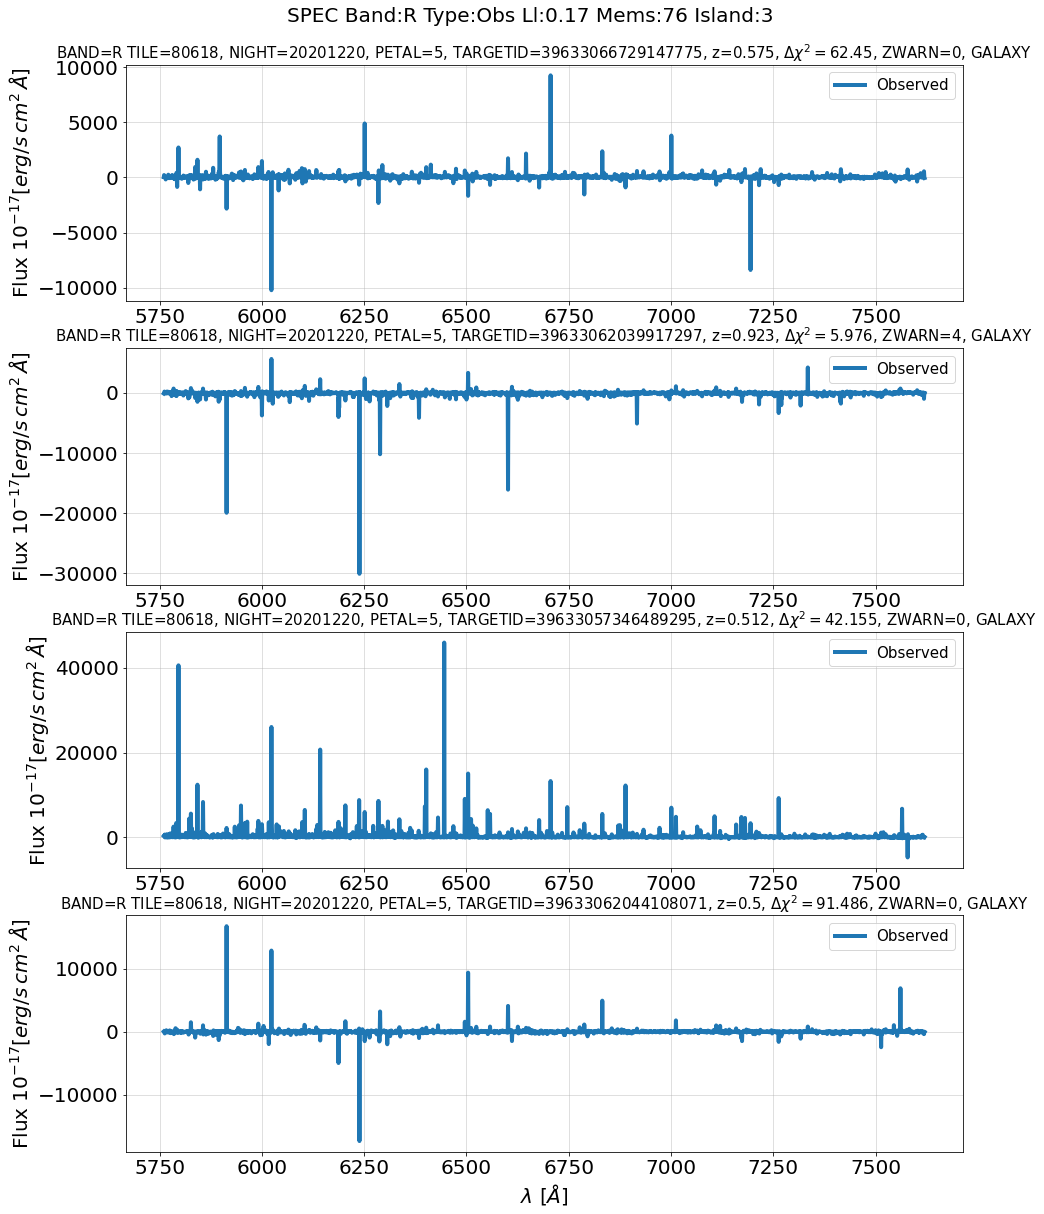 SPEC Band:R Type:Obs Ll:0.17 Mems:76 Island:3
BAND=R TILE=80618, NIGHT=20201220, PETAL=5, TARGETID=39633066729147775, z=0.575, Δχ² = 62.45, ZWARN=0, GALAXY
Observed
10000
5000
0
−5000
−10000
Flux 10⁻¹⁷[erg/s cm² Å]
5750 6000 6250 6500 6750 7000 7250 7500
BAND=R TILE=80618, NIGHT=20201220, PETAL=5, TARGETID=39633062039917297, z=0.923, Δχ² = 5.976, ZWARN=4, GALAXY
Observed
0
−10000
−20000
−30000
Flux 10⁻¹⁷[erg/s cm² Å]
5750 6000 6250 6500 6750 7000 7250 7500
BAND=R TILE=80618, NIGHT=20201220, PETAL=5, TARGETID=39633057346489295, z=0.512, Δχ² = 42.155, ZWARN=0, GALAXY
Observed
40000
20000
0
Flux 10⁻¹⁷[erg/s cm² Å]
5750 6000 6250 6500 6750 7000 7250 7500
BAND=R TILE=80618, NIGHT=20201220, PETAL=5, TARGETID=39633062044108071, z=0.5, Δχ² = 91.486, ZWARN=0, GALAXY
Observed
10000
0
−10000
Flux 10⁻¹⁷[erg/s cm² Å]
5750 6000 6250 6500 6750 7000 7250 7500
λ [Å]